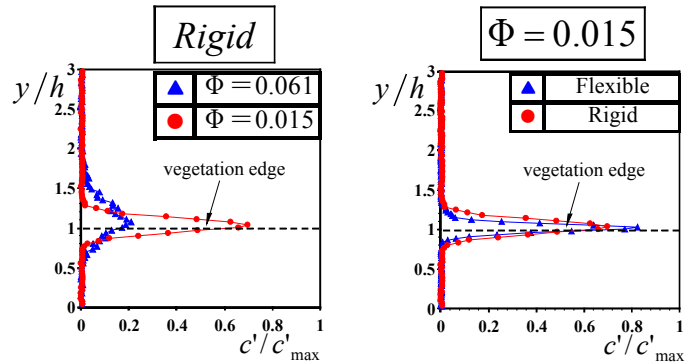 Rigid
y/h
Φ＝0.061
Φ＝0.015
vegetation edge
3
2.5
2
1.5
1
0.5
0
0 0.2 0.4 0.6 0.8 1
c'/c'max
Φ = 0.015
y/h
Flexible
Rigid
vegetation edge
3
2.5
2
1.5
1
0.5
0
0 0.2 0.4 0.6 0.8 1
c'/c'max